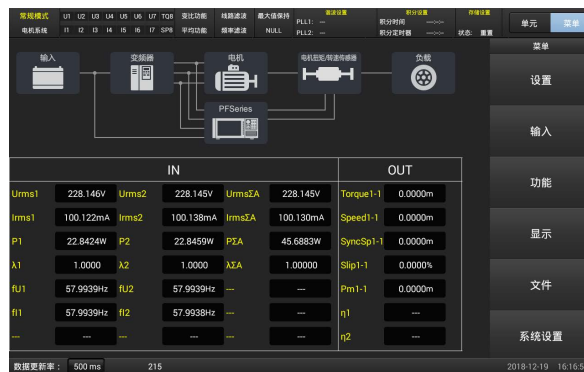 常规模式 U1 U2 U3 U4 U5 U6 U7 TQ8 变比功能 线路滤波 最大值保持 谐波设置 积分设置 存储设置
PLL1: --- 积分时间 ---:--:-- 单元 菜单
电机系统 I1 I2 I3 I4 I5 I6 I7 SP8 平均功能 频率滤波 NULL PLL2: --- 积分定时器 ---:--:-- 状态: 重置
菜单
输入 变频器 电机 电机扭矩/转速传感器 负载
设置
PFSeries
输入
IN OUT
功能
Urms1 228.146V Urms2 228.145V UrmsΣA 228.145V Torque1-1 0.0000m
Irms1 100.122mA Irms2 100.138mA IrmsΣA 100.130mA Speed1-1 0.0000m
显示
P1 22.8424W P2 22.8459W PΣA 45.6883W SyncSp1-1 0.0000m
λ1 1.0000 λ2 1.0000 λΣA 1.00000 Slip1-1 0.0000%
文件
fU1 57.9939Hz fU2 57.9939Hz --- --- Pm1-1 0.0000m
fI1 57.9939Hz fI2 57.9938Hz --- --- η1 ---
系统设置
--- --- --- --- --- --- η2 ---
数据更新率: 500 ms 215 2018-12-19 16:16:5